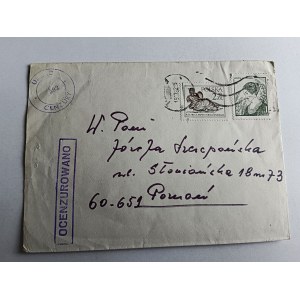 OCENZUROWANO
W. Pani
Józefa Szczepańska
ul. Słowiańska 18 m 73
60-651 Poznań